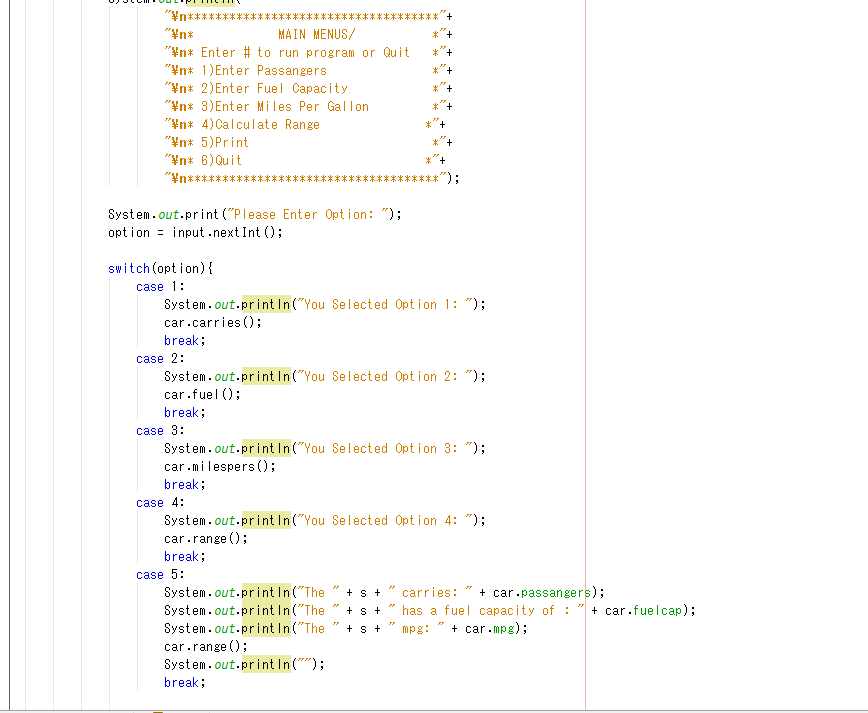 System.out.println(
"¥n************************************"+
"¥n*            MAIN MENUS/           *"+
"¥n* Enter # to run program or Quit   *"+
"¥n* 1)Enter Passangers               *"+
"¥n* 2)Enter Fuel Capacity            *"+
"¥n* 3)Enter Miles Per Gallon         *"+
"¥n* 4)Calculate Range               *"+
"¥n* 5)Print                          *"+
"¥n* 6)Quit                          *"+
"¥n************************************");
System.out.print("Please Enter Option: ");
option = input.nextInt();
switch(option){
case 1:
System.out.println("You Selected Option 1: ");
car.carries();
break;
case 2:
System.out.println("You Selected Option 2: ");
car.fuel();
break;
case 3:
System.out.println("You Selected Option 3: ");
car.milespers();
break;
case 4:
System.out.println("You Selected Option 4: ");
car.range();
break;
case 5:
System.out.println("The " + s + " carries: " + car.passangers);
System.out.println("The " + s + " has a fuel capacity of : " + car.fuelcap);
System.out.println("The " + s + " mpg: " + car.mpg);
car.range();
System.out.println("");
break;